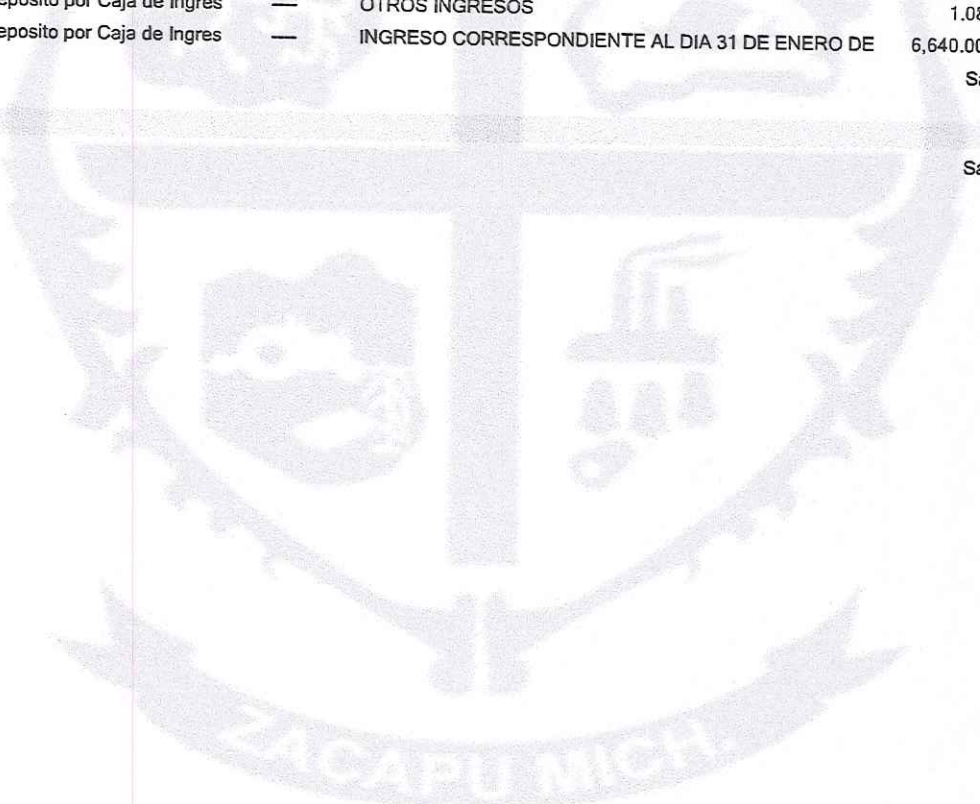 eposito por Caja de Ingres — OTROS INGRESOS 1.08
eposito por Caja de Ingres — INGRESO CORRESPONDIENTE AL DIA 31 DE ENERO DE 6,640.00
Sa
Sa
ZACAPU MICH.